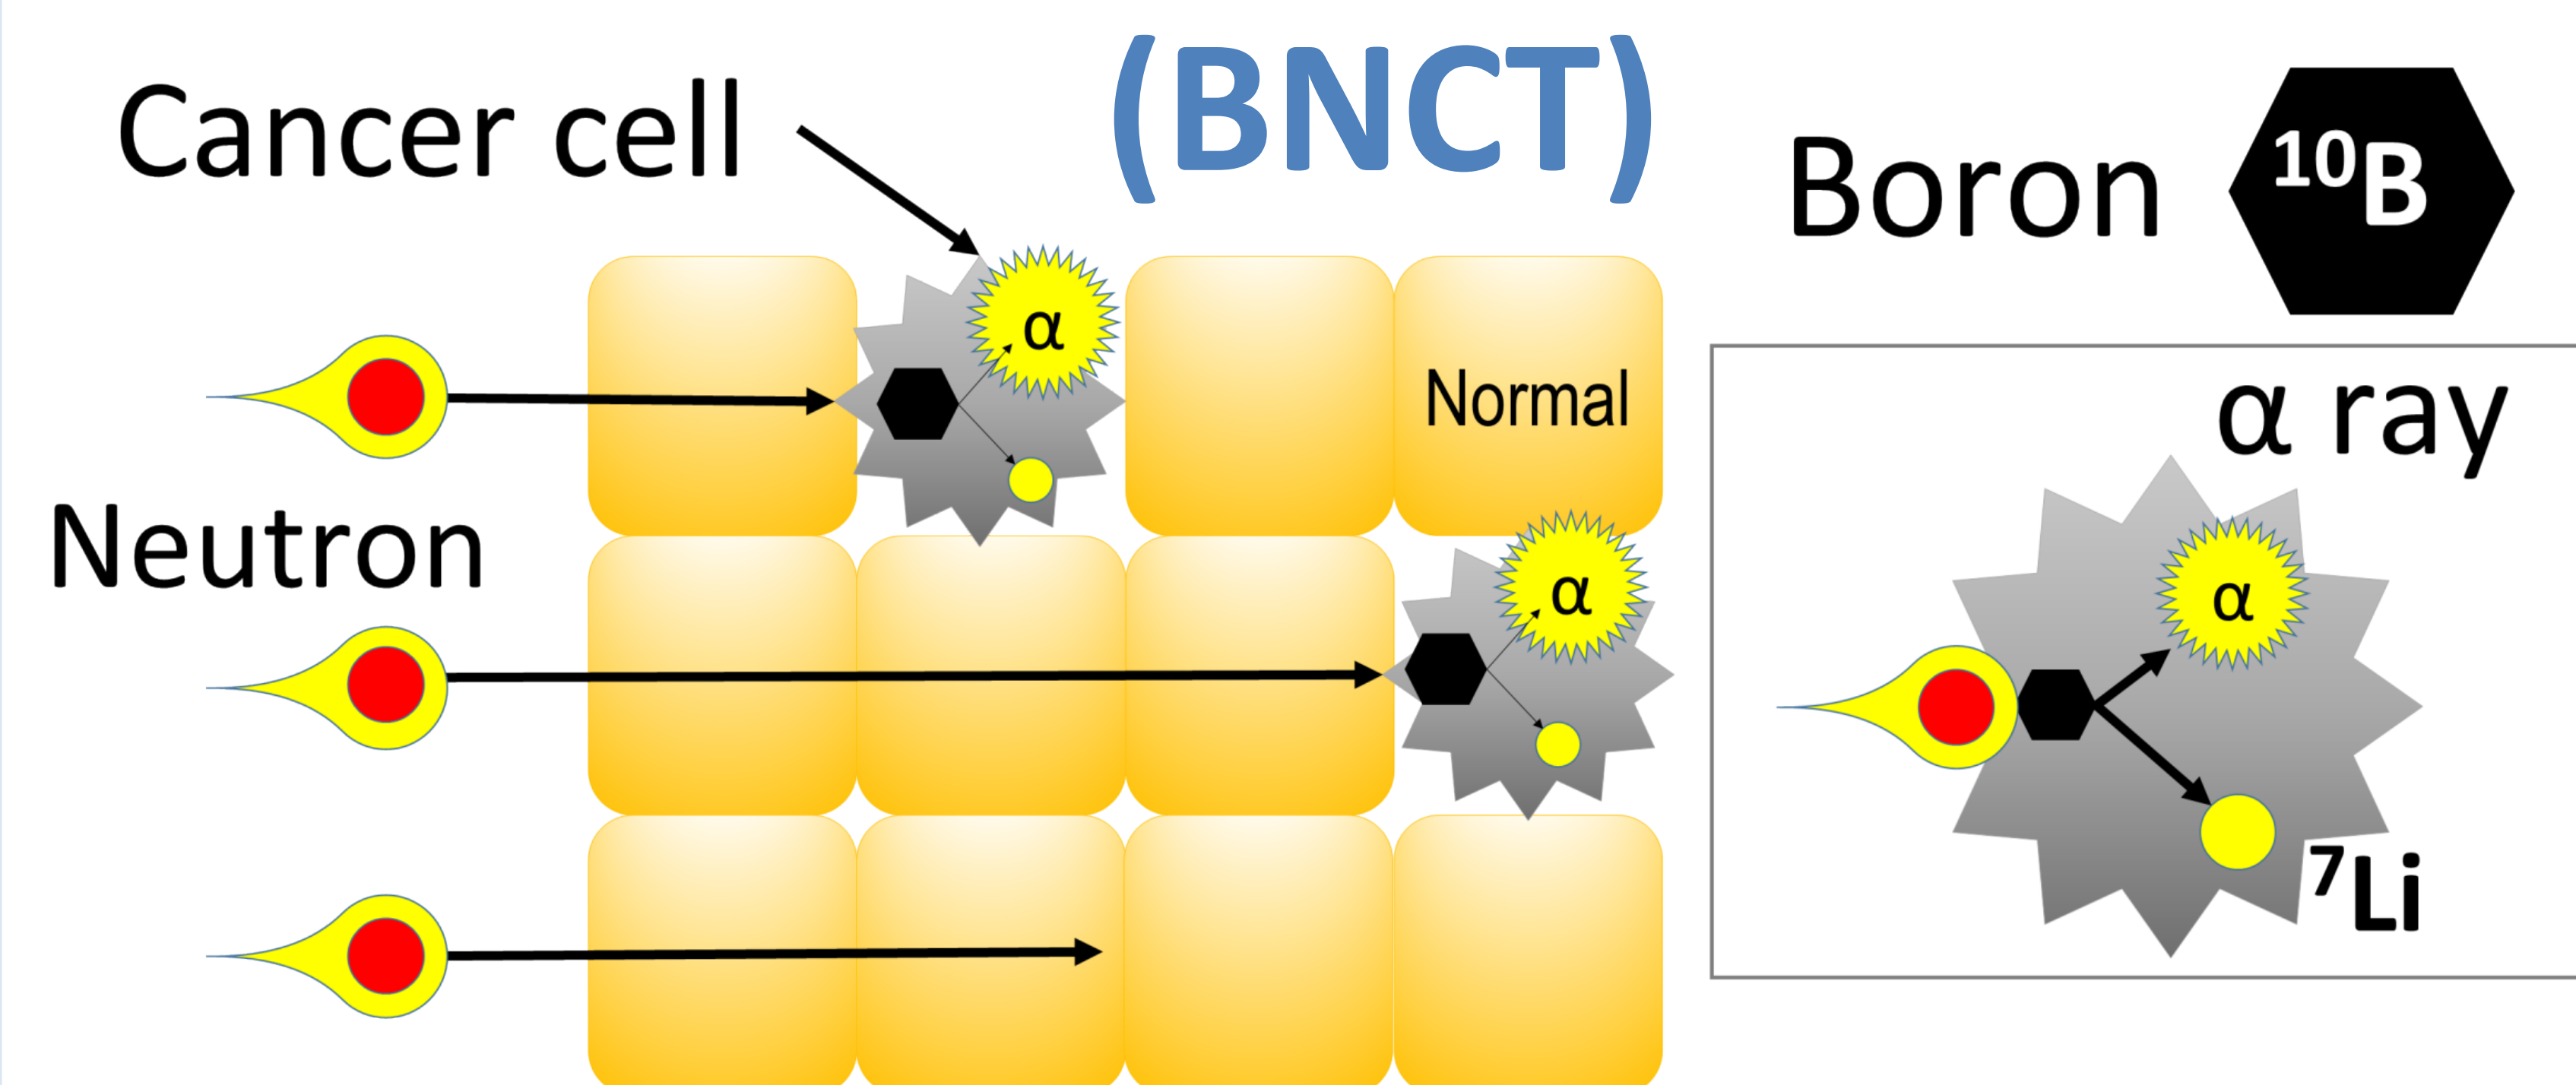 (BNCT)
Cancer cell
Boron
¹⁰B
α
Normal
α ray
Neutron
α
α
⁷Li